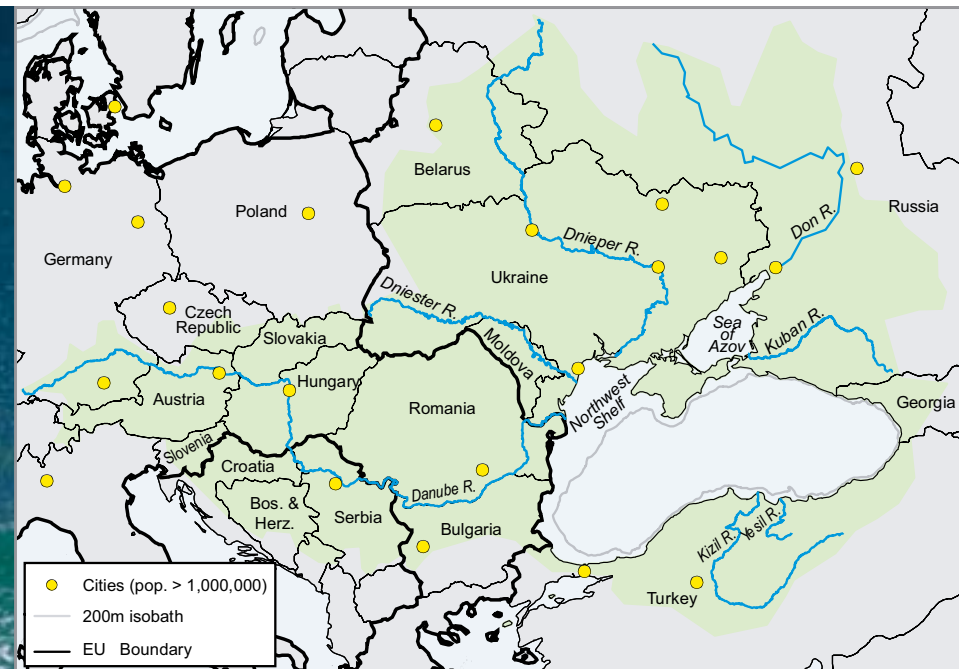 Belarus
Russia
Poland
Don R.
Dnieper R.
Germany
Ukraine
Dniester R.
Czech
Republic
Sea
of
Azov
Kuban R.
Slovakia
Moldova
Hungary
Austria
Romania
Northwest
Shelf
Georgia
Slovenia
Croatia
Danube R.
Bos. &
Herz.
Serbia
Bulgaria
Kizil R.
Yesil R.
Turkey
Cities (pop. > 1,000,000)
200m isobath
EU Boundary